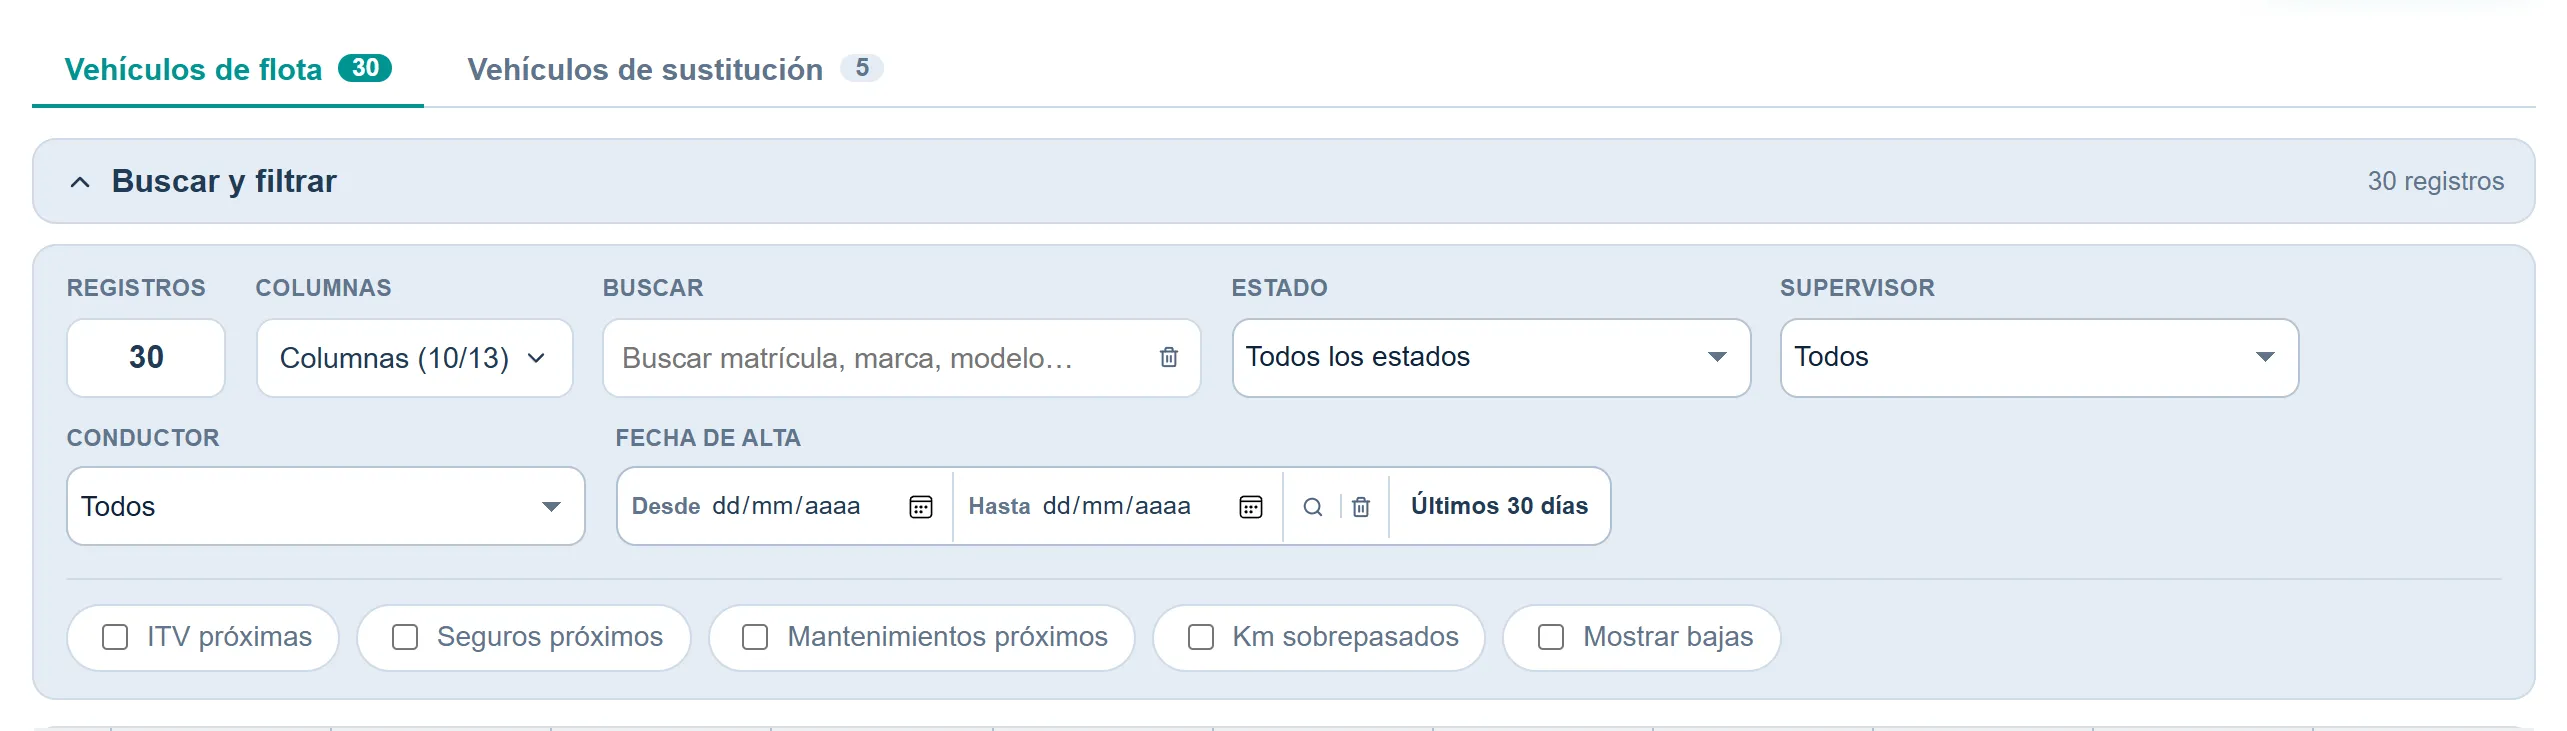 Vehículos de flota 30 Vehículos de sustitución 5
Buscar y filtrar 30 registros
REGISTROS COLUMNAS BUSCAR ESTADO SUPERVISOR
30 Columnas (10/13) Buscar matrícula, marca, modelo… Todos los estados Todos
CONDUCTOR FECHA DE ALTA
Todos Desde dd/mm/aaaa Hasta dd/mm/aaaa Últimos 30 días
ITV próximas Seguros próximos Mantenimientos próximos Km sobrepasados Mostrar bajas